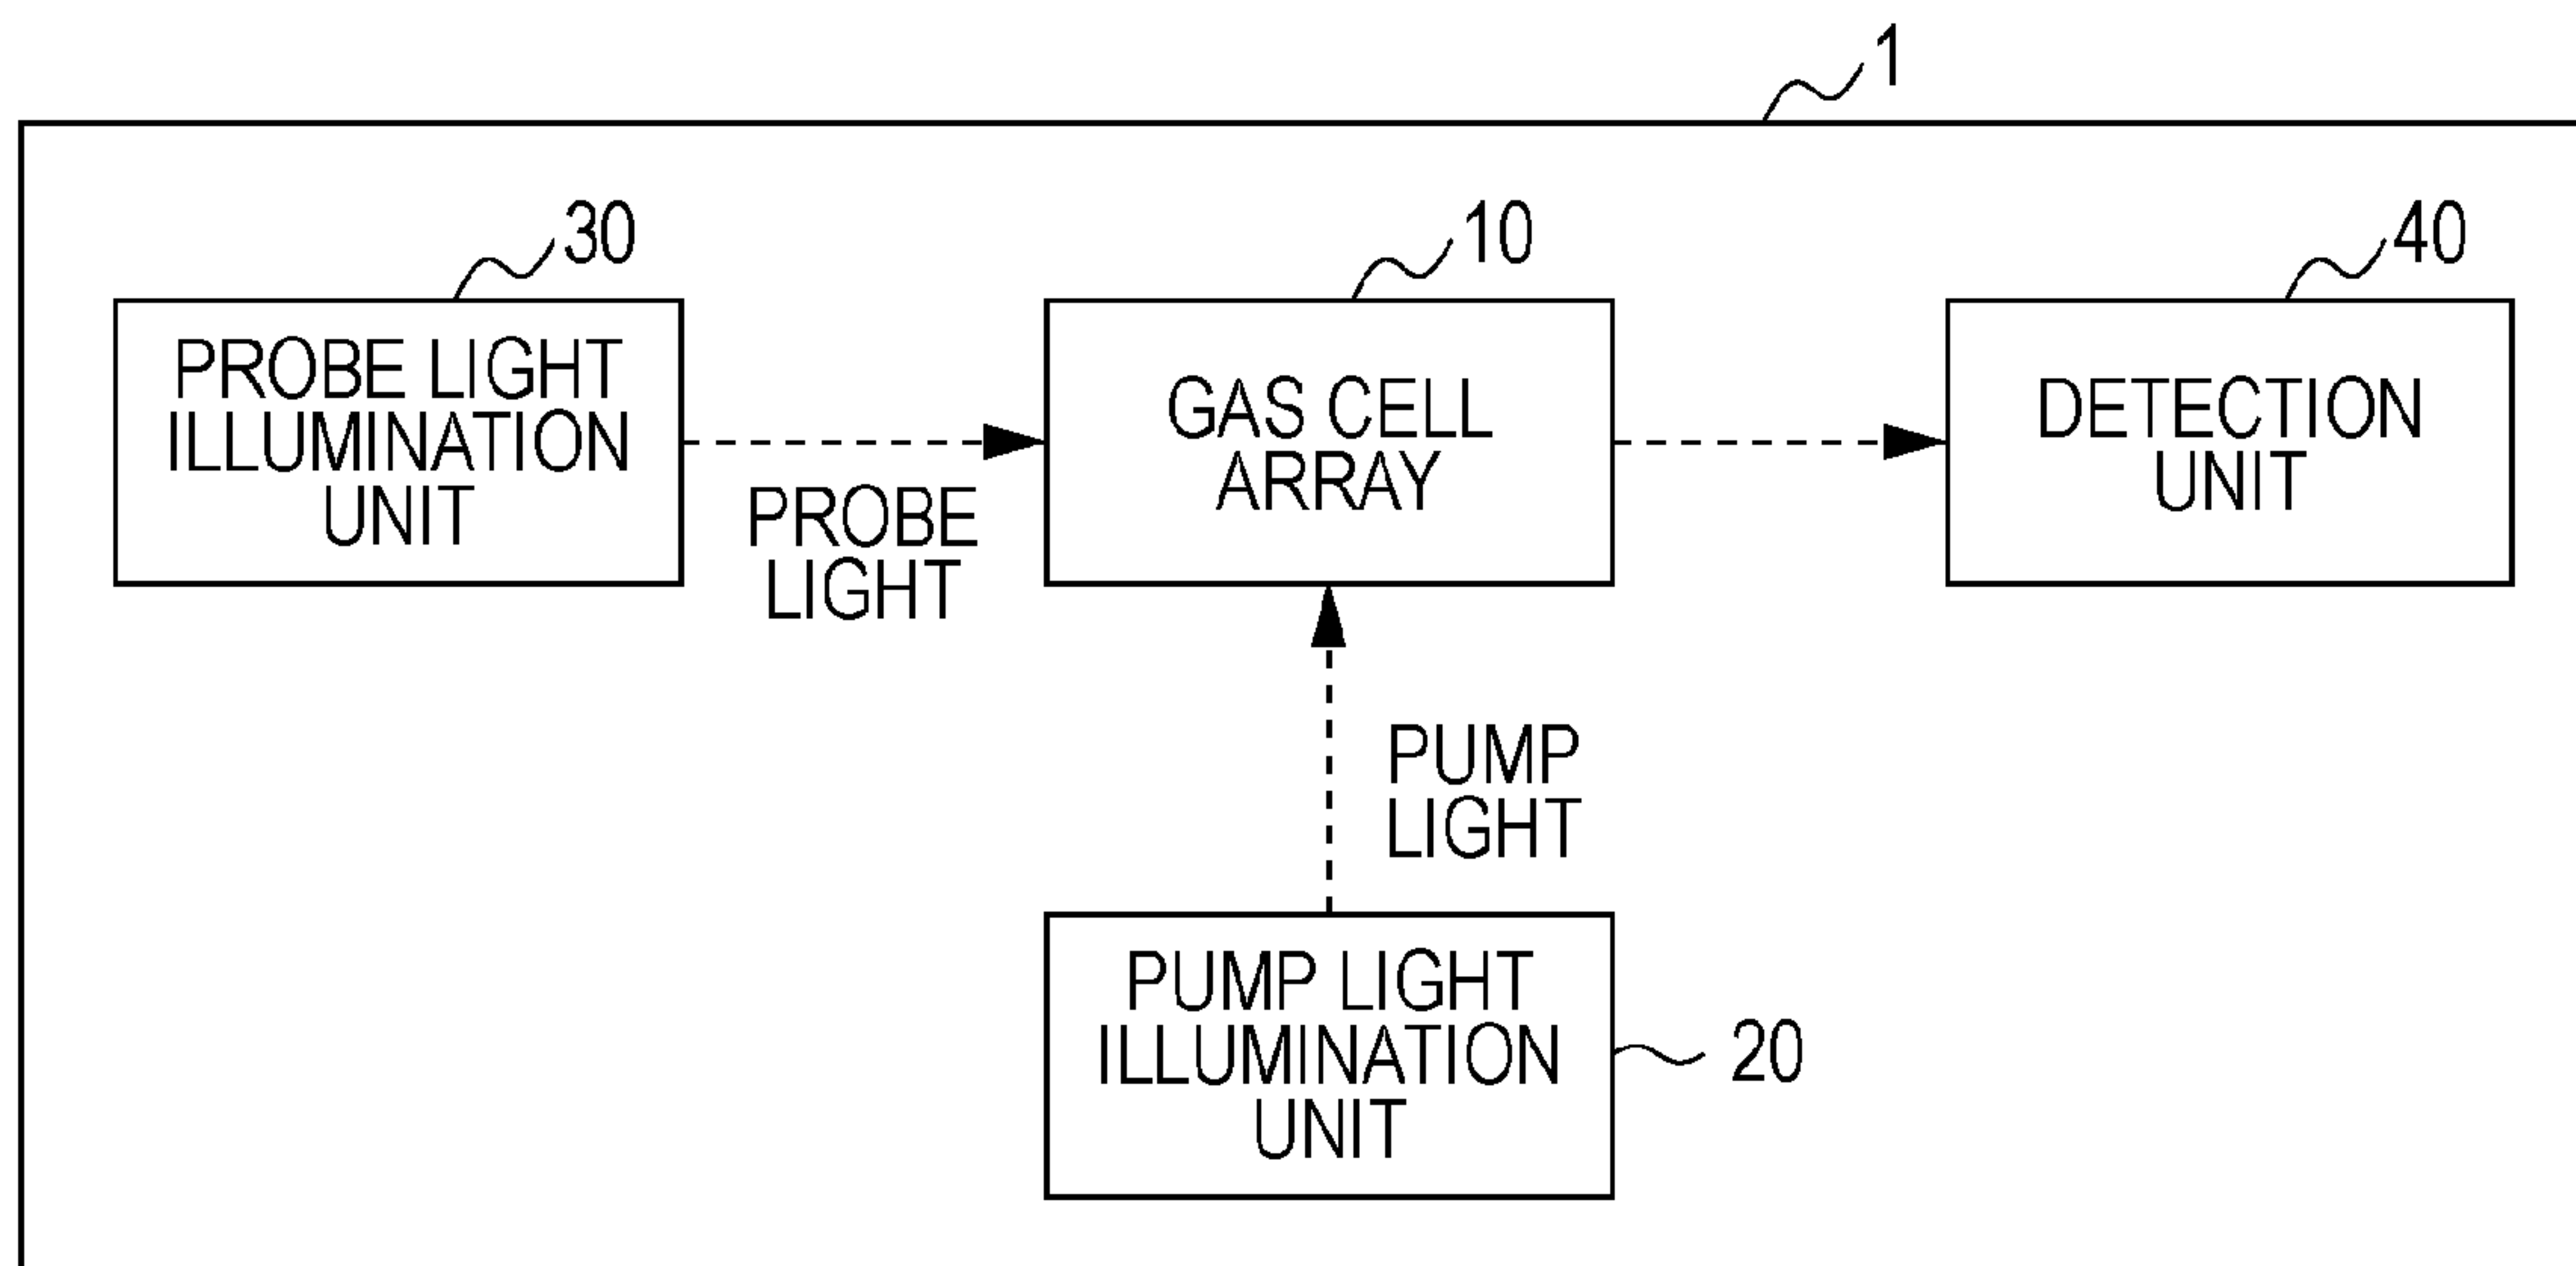 1
30
10
40
PROBE LIGHT
ILLUMINATION
UNIT
GAS CELL
ARRAY
DETECTION
UNIT
PROBE
LIGHT
PUMP
LIGHT
PUMP LIGHT
ILLUMINATION
UNIT
20